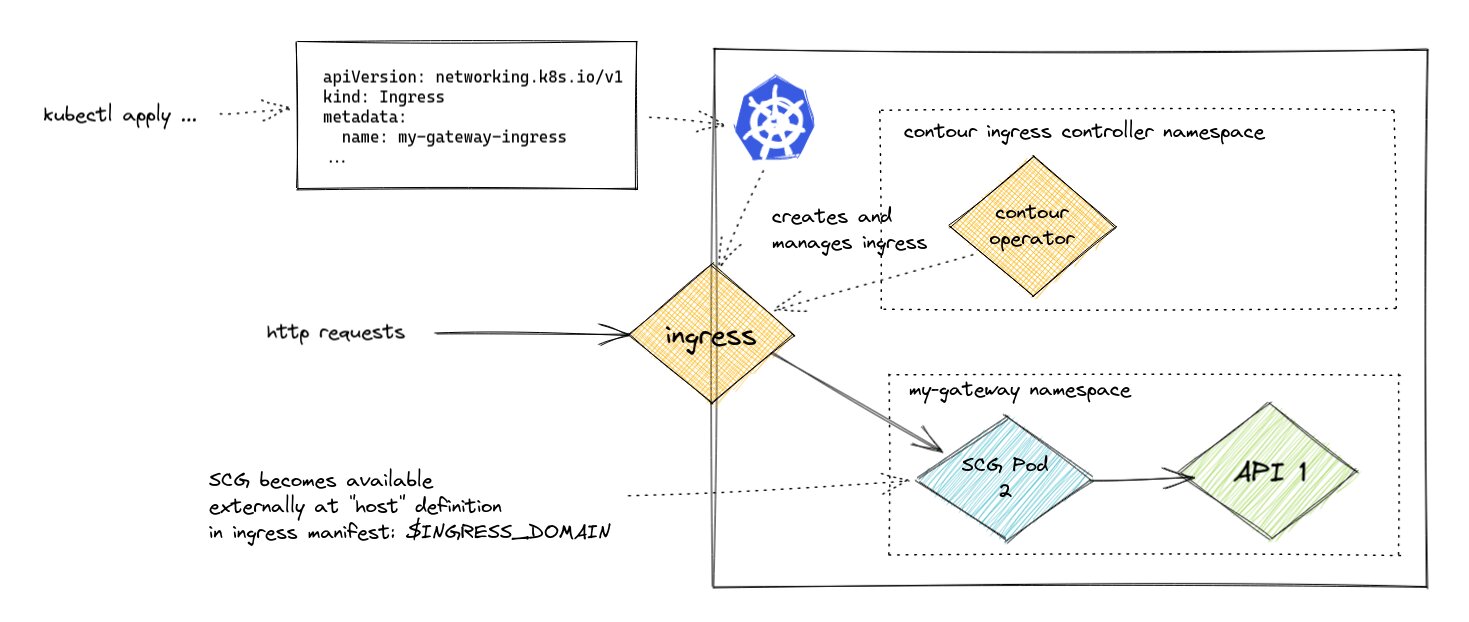 kubectl apply ...
apiVersion: networking.k8s.io/v1
kind: Ingress
metadata:
  name: my-gateway-ingress
...
contour ingress controller namespace
contour
operator
creates and
manages ingress
http requests
ingress
my-gateway namespace
SCG Pod
2
API 1
SCG becomes available
externally at "host" definition
in ingress manifest: $INGRESS_DOMAIN